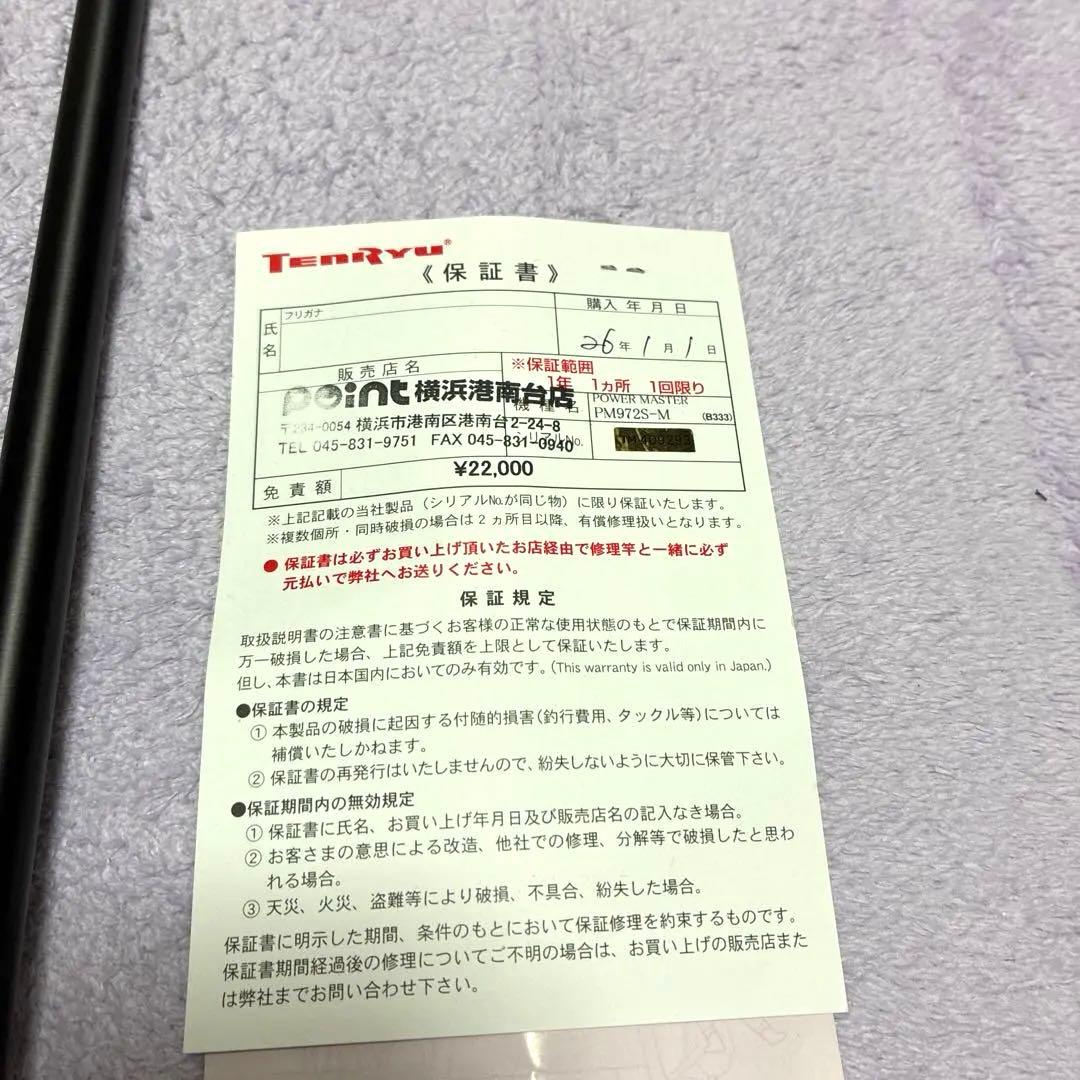 TENRYU®
《保証書》
フリガナ
氏名
購入年月日
26年1月1日
販売店名
※保証範囲
1年 1ヵ所 1回限り
point 横浜港南台店
〒234-0054 横浜市港南区港南台2-24-8
TEL 045-831-9751 FAX 045-831-0940
機種名
POWER MASTER
PM972S-M (B333)
シリアルNo.
免責額
¥22,000
※上記記載の当社製品（シリアルNo.が同じ物）に限り保証いたします。
※複数個所・同時破損の場合は2ヵ所目以降、有償修理扱いとなります。
●保証書は必ずお買い上げ頂いたお店経由で修理竿と一緒に必ず
元払いで弊社へお送りください。
保証規定
取扱説明書の注意書に基づくお客様の正常な使用状態のもとで保証期間内に
万一破損した場合、上記免責額を上限として保証いたします。
但し、本書は日本国内においてのみ有効です。(This warranty is valid only in Japan.)
●保証書の規定
① 本製品の破損に起因する付随的損害(釣行費用、タックル等)については
補償いたしかねます。
② 保証書の再発行はいたしませんので、紛失しないように大切に保管下さい。
●保証期間内の無効規定
① 保証書に氏名、お買い上げ年月日及び販売店名の記入なき場合。
② お客さまの意思による改造、他社での修理、分解等で破損したと思わ
れる場合。
③ 天災、火災、盗難等により破損、不具合、紛失した場合。
保証書に明示した期間、条件のもとにおいて保証修理を約束するものです。
保証書期間経過後の修理についてご不明の場合は、お買い上げの販売店また
は弊社までお問い合わせ下さい。